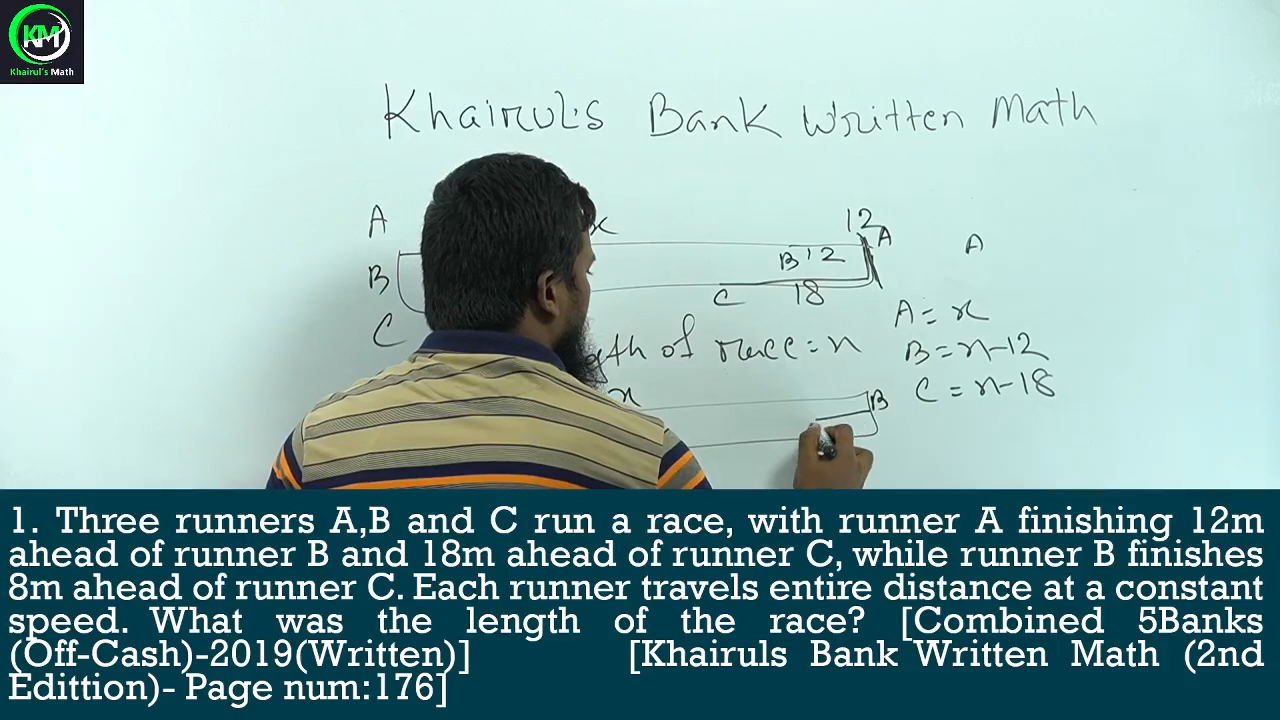 KM
Khairul's Math
Khairul's Bank Written Math
A x 12 A A
B B 12
C C 18 A = x
gth of race = x B = x-12
x B C = x-18
1. Three runners A,B and C run a race, with runner A finishing 12m
ahead of runner B and 18m ahead of runner C, while runner B finishes
8m ahead of runner C. Each runner travels entire distance at a constant
speed. What was the length of the race? [Combined 5Banks
(Off-Cash)-2019(Written)] [Khairuls Bank Written Math (2nd
Edittion)- Page num:176]